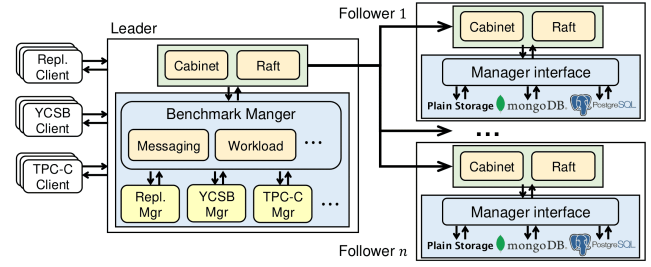 Leader
Repl.
Client
YCSB
Client
TPC-C
Client
Cabinet
Raft
Benchmark Manger
Messaging
Workload
...
Repl.
Mgr
YCSB
Mgr
TPC-C
Mgr
...
Follower 1
Cabinet
Raft
Manager interface
Plain Storage mongoDB. PostgreSQL
...
Cabinet
Raft
Manager interface
Plain Storage mongoDB. PostgreSQL
Follower n